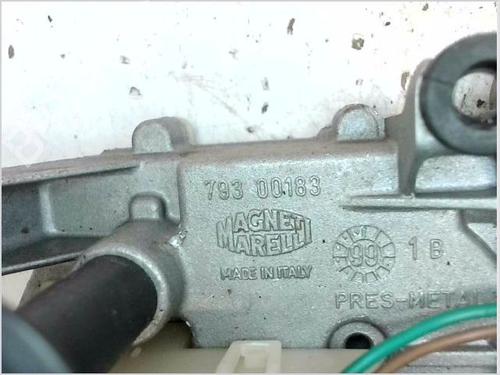 793 00183
MAGNETI
MARELLI
MADE IN ITALY
99
1 B
PRES-METAL